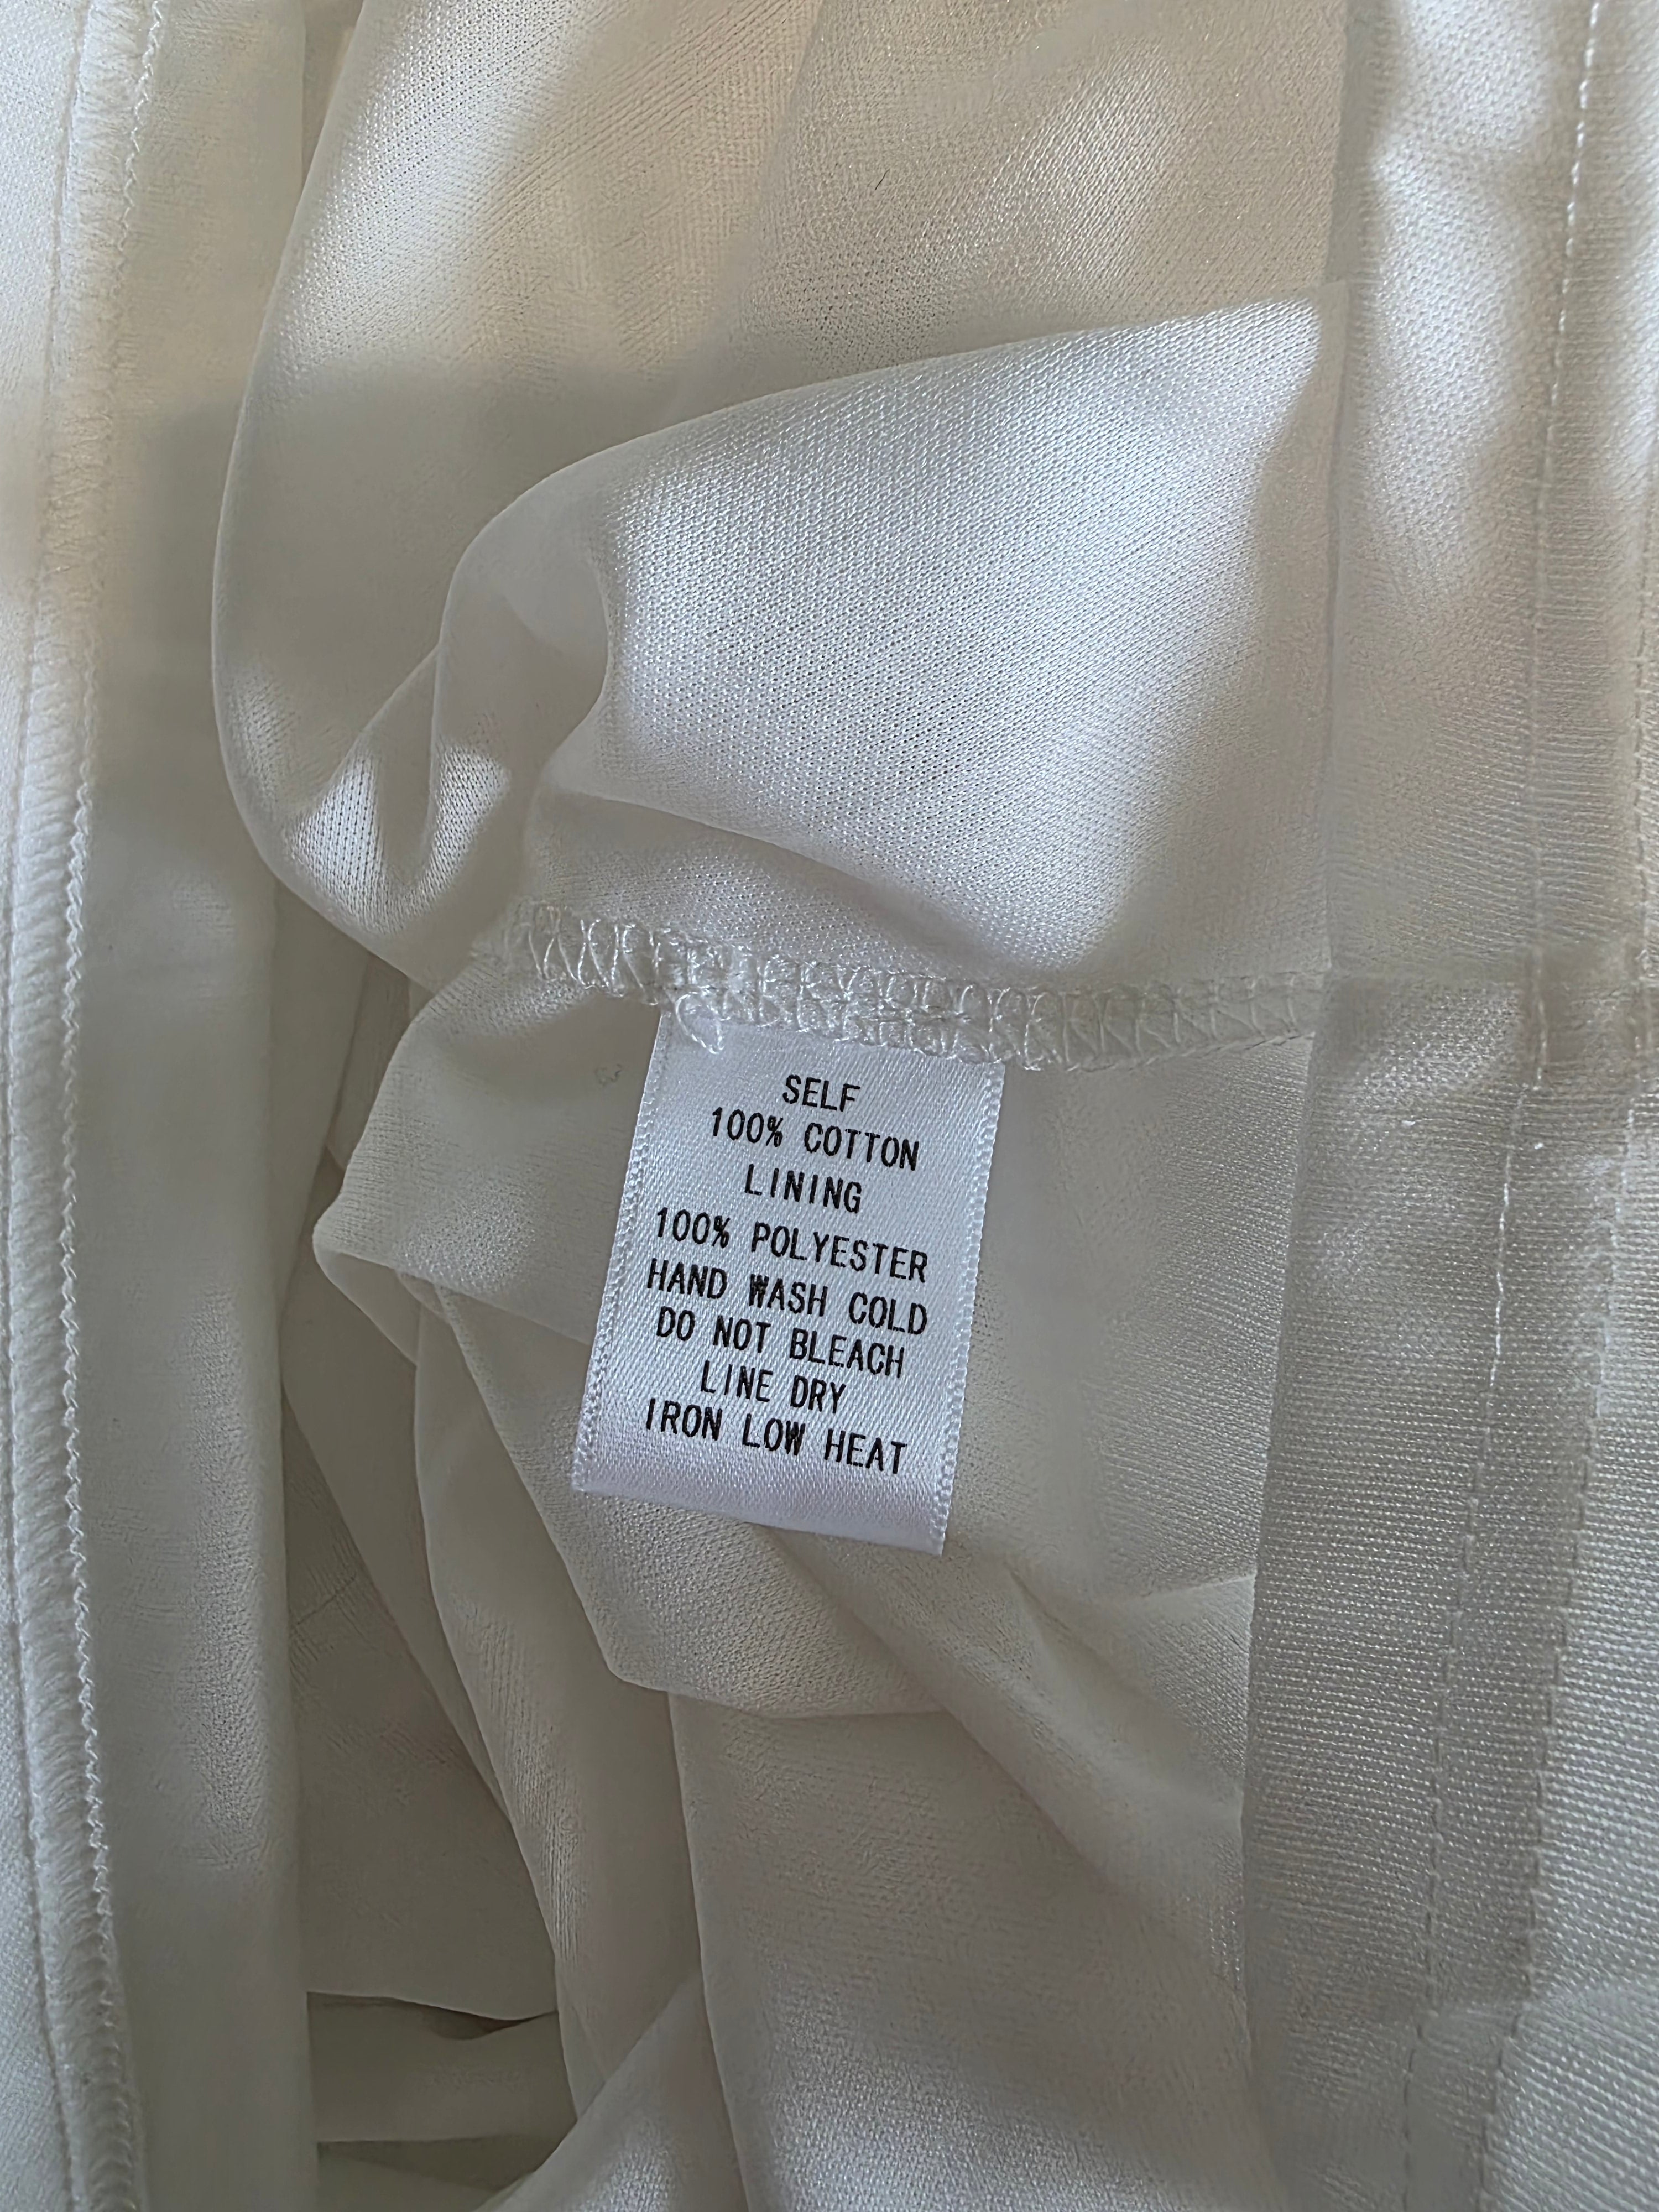 SELF
100% COTTON
LINING
100% POLYESTER
HAND WASH COLD
DO NOT BLEACH
LINE DRY
IRON LOW HEAT